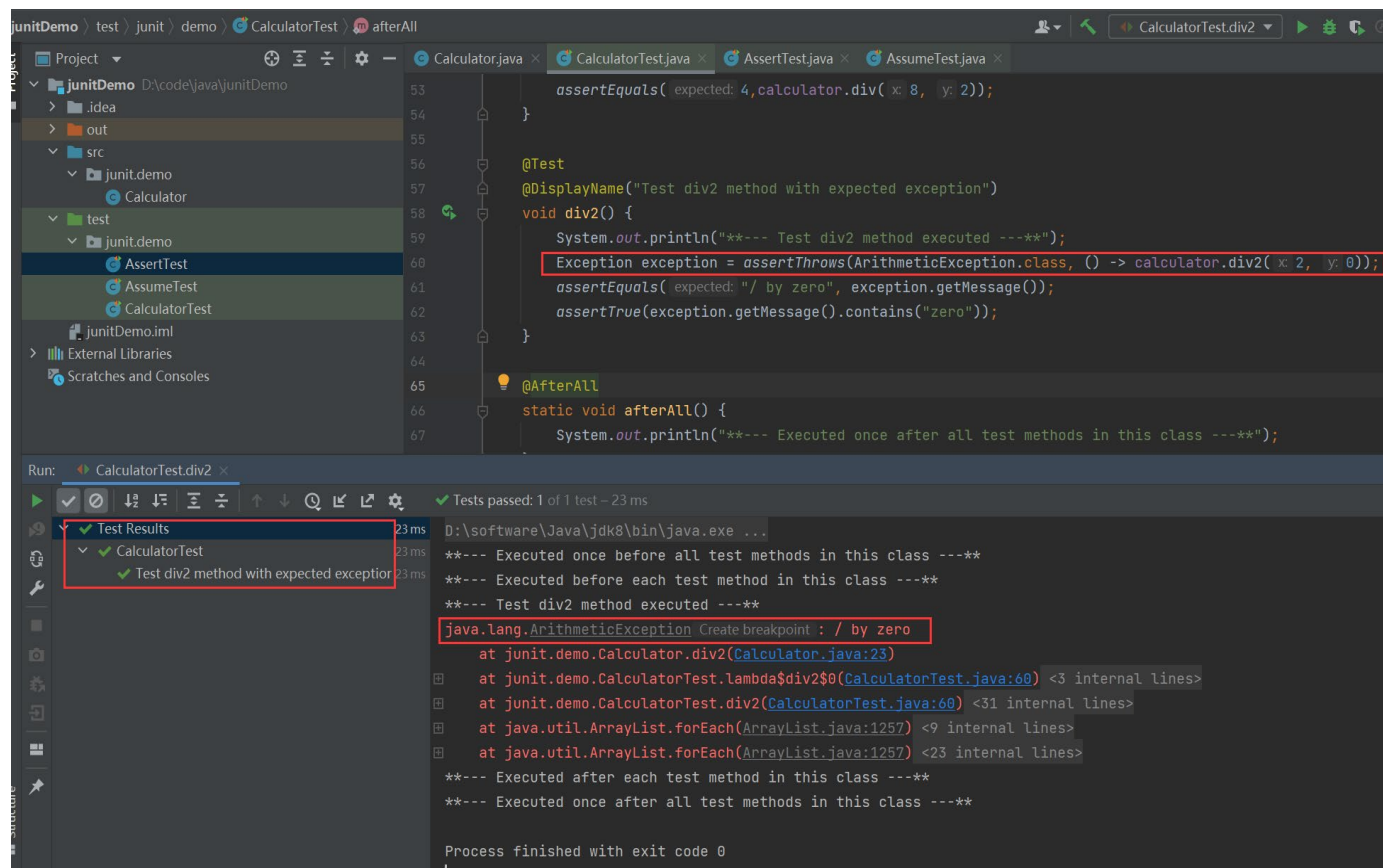 junitDemo 〉 test 〉 junit 〉 demo 〉 CalculatorTest 〉 afterAll
CalculatorTest.div2
Project
Project
Calculator.java
CalculatorTest.java
AssertTest.java
AssumeTest.java
junitDemo D:\code\java\junitDemo
.idea
out
src
junit.demo
Calculator
test
junit.demo
AssertTest
AssumeTest
CalculatorTest
junitDemo.iml
External Libraries
Scratches and Consoles
53 assertEquals( expected: 4,calculator.div( x: 8, y: 2));
54 }
55
56 @Test
57 @DisplayName("Test div2 method with expected exception")
58 void div2() {
59 System.out.println("**--- Test div2 method executed ---**");
60 Exception exception = assertThrows(ArithmeticException.class, () -> calculator.div2( x: 2, y: 0));
61 assertEquals( expected: "/ by zero", exception.getMessage());
62 assertTrue(exception.getMessage().contains("zero"));
63 }
64
65 @AfterAll
66 static void afterAll() {
67 System.out.println("**--- Executed once after all test methods in this class ---**");
Run: CalculatorTest.div2
Tests passed: 1 of 1 test – 23 ms
Test Results 23 ms
CalculatorTest 23 ms
Test div2 method with expected exception 23 ms
D:\software\Java\jdk8\bin\java.exe ...
**--- Executed once before all test methods in this class ---**
**--- Executed before each test method in this class ---**
**--- Test div2 method executed ---**
java.lang.ArithmeticException Create breakpoint : / by zero
at junit.demo.Calculator.div2(Calculator.java:23)
at junit.demo.CalculatorTest.lambda$div2$0(CalculatorTest.java:60) <3 internal lines>
at junit.demo.CalculatorTest.div2(CalculatorTest.java:60) <31 internal lines>
at java.util.ArrayList.forEach(ArrayList.java:1257) <9 internal lines>
at java.util.ArrayList.forEach(ArrayList.java:1257) <23 internal lines>
**--- Executed after each test method in this class ---**
**--- Executed once after all test methods in this class ---**
Process finished with exit code 0
Structure